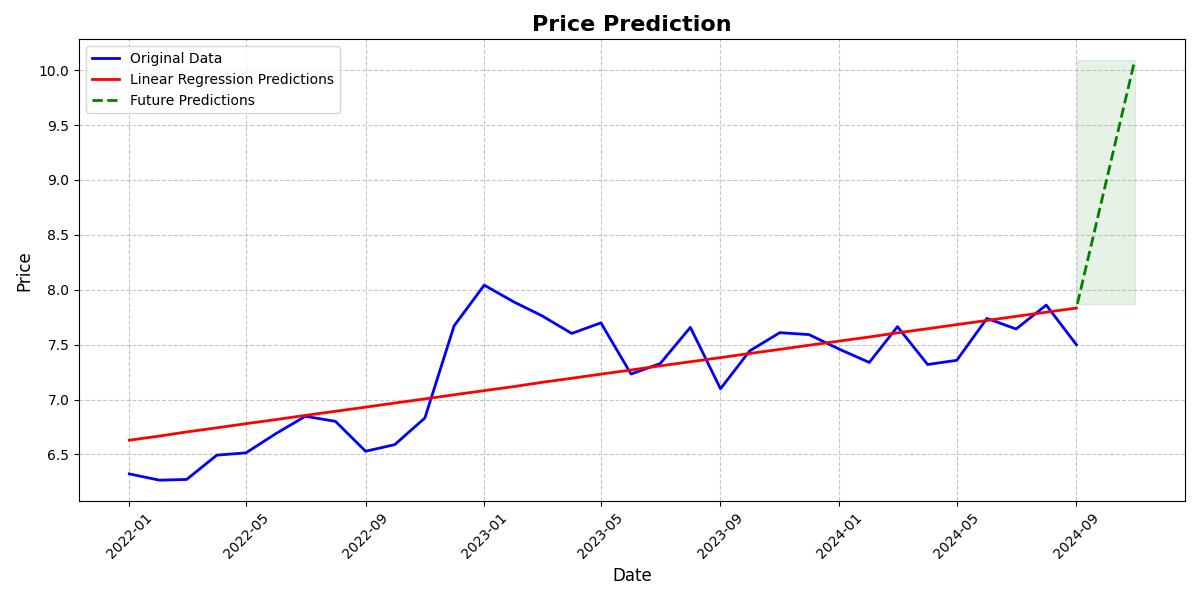 Price Prediction
Original Data
Linear Regression Predictions
Future Predictions
Price
10.0
9.5
9.0
8.5
8.0
7.5
7.0
6.5
2022-01
2022-05
2022-09
2023-01
2023-05
2023-09
2024-01
2024-05
2024-09
Date